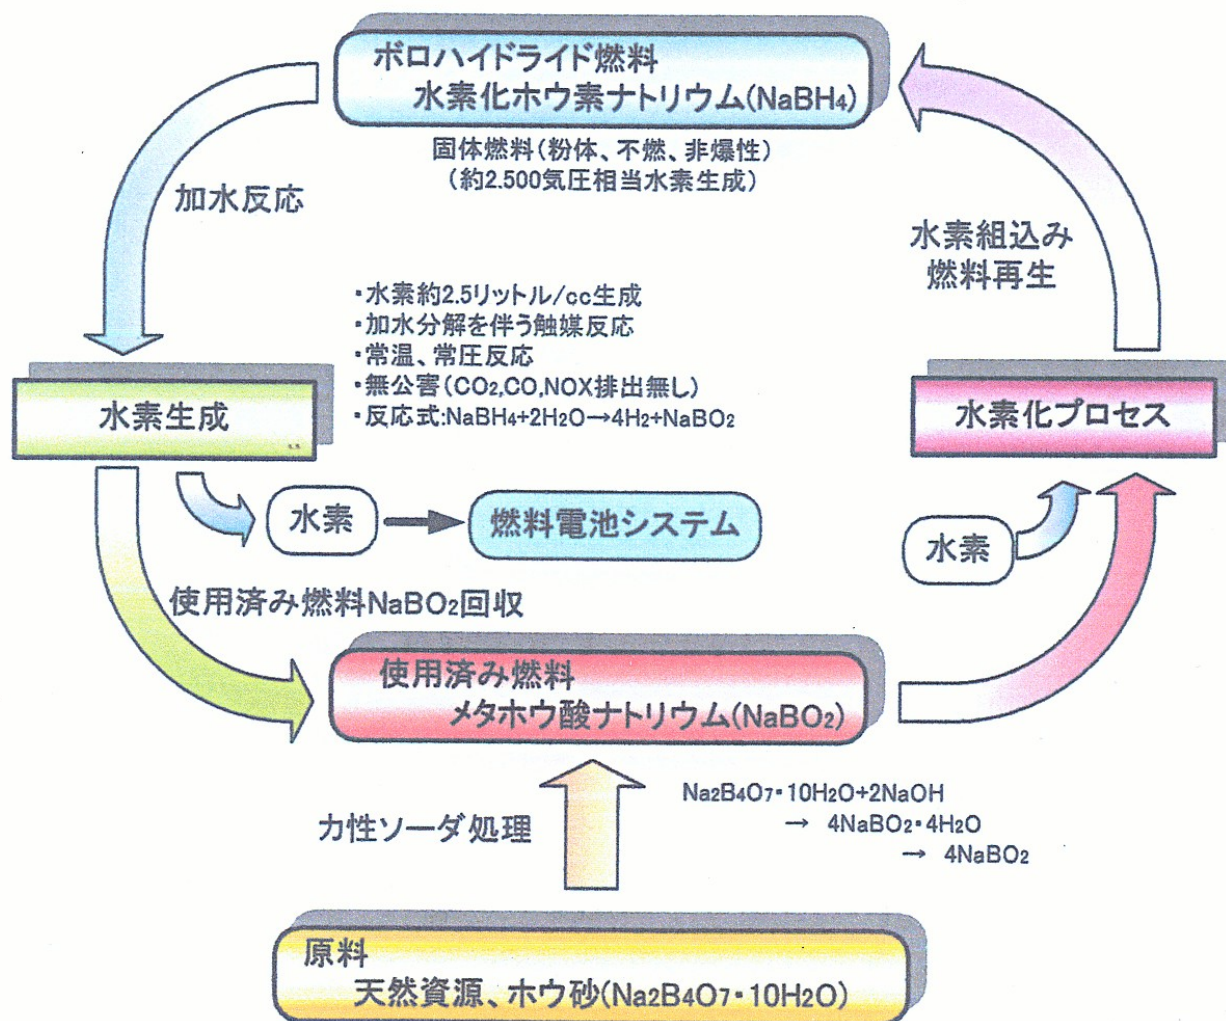 ボロハイドライド燃料
水素化ホウ素ナトリウム(NaBH₄)
固体燃料(粉体、不燃、非爆性)
(約2.500気圧相当水素生成)
加水反応
水素組込み
燃料再生
・水素約2.5リットル/cc生成
・加水分解を伴う触媒反応
・常温、常圧反応
・無公害(CO₂,CO,NOX排出無し)
・反応式:NaBH₄+2H₂O→4H₂+NaBO₂
水素生成
水素化プロセス
水素
燃料電池システム
水素
使用済み燃料NaBO₂回収
使用済み燃料
メタホウ酸ナトリウム(NaBO₂)
力性ソーダ処理
Na₂B₄O₇・10H₂O+2NaOH
→ 4NaBO₂・4H₂O
→ 4NaBO₂
原料
天然資源、ホウ砂(Na₂B₄O₇・10H₂O)